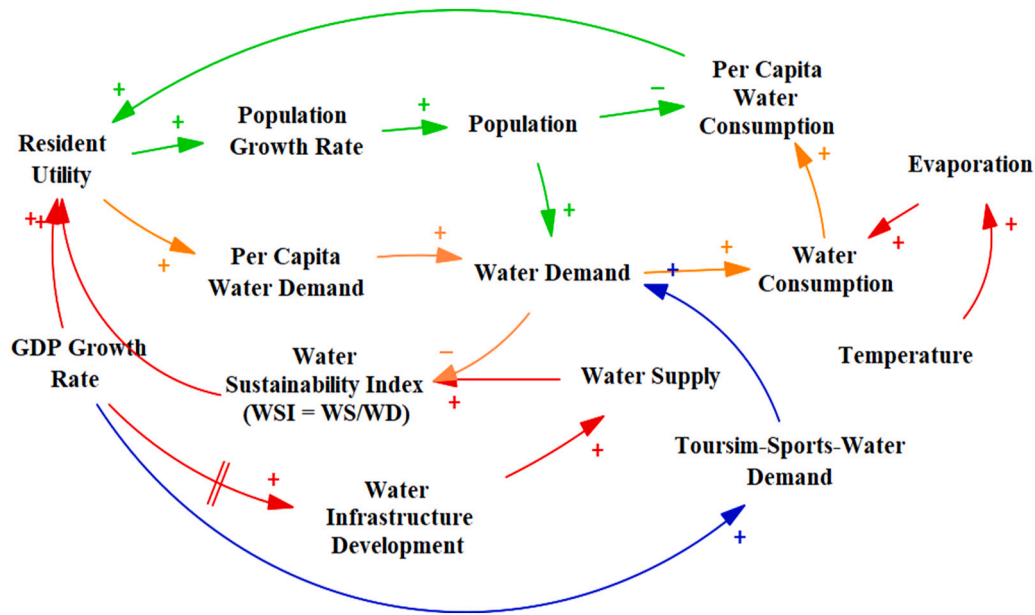 Per Capita
Water
Consumption
+
+
Population
Growth Rate
+
Population
−
Resident
Utility
+
Evaporation
+
+
+
++
+
Per Capita
Water Demand
+
Water Demand
+
+
Water
Consumption
+
GDP Growth
Rate
Water
Sustainability Index
(WSI = WS/WD)
−
+
Water Supply
Temperature
+
Toursim-Sports-Water
Demand
+
Water
Infrastructure
Development
+